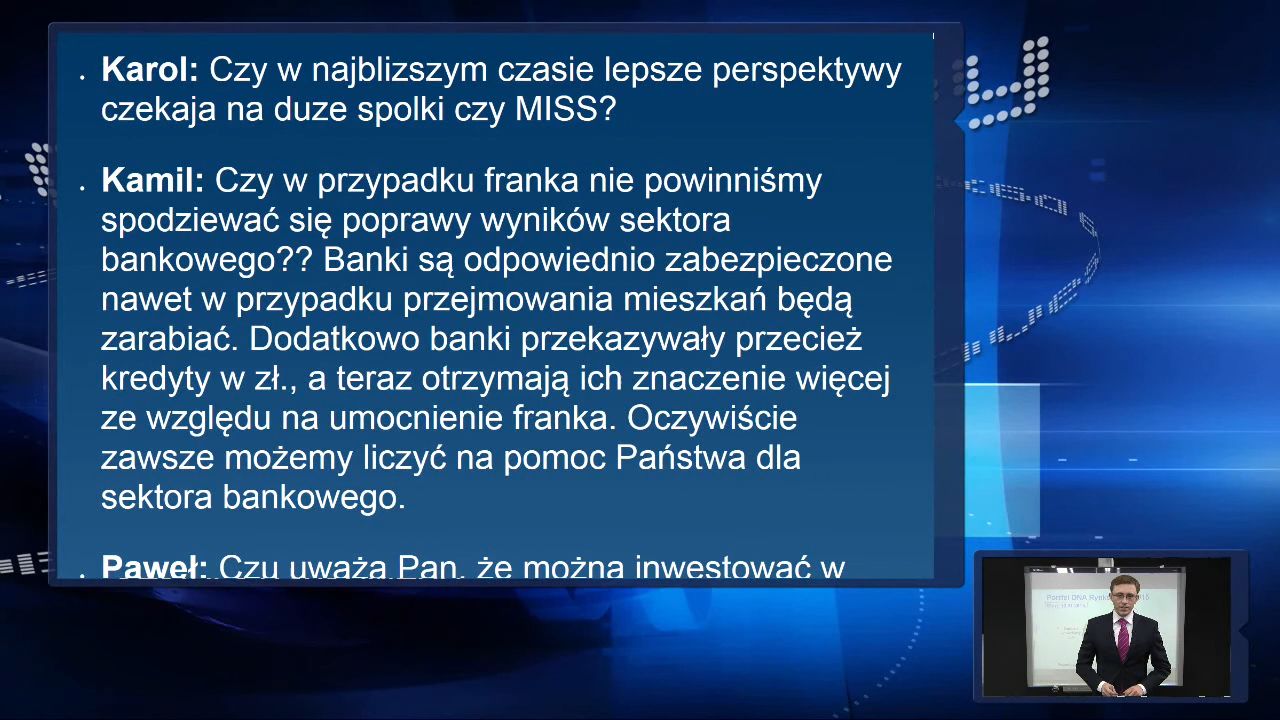 Karol: Czy w najblizszym czasie lepsze perspektywy
czekaja na duze spolki czy MISS?
Kamil: Czy w przypadku franka nie powinniśmy
spodziewać się poprawy wyników sektora
bankowego?? Banki są odpowiednio zabezpieczone
nawet w przypadku przejmowania mieszkań będą
zarabiać. Dodatkowo banki przekazywały przecież
kredyty w zł., a teraz otrzymają ich znaczenie więcej
ze względu na umocnienie franka. Oczywiście
zawsze możemy liczyć na pomoc Państwa dla
sektora bankowego.
Paweł: Czu uważa Pan, że można inwestować w
Portfel DNA